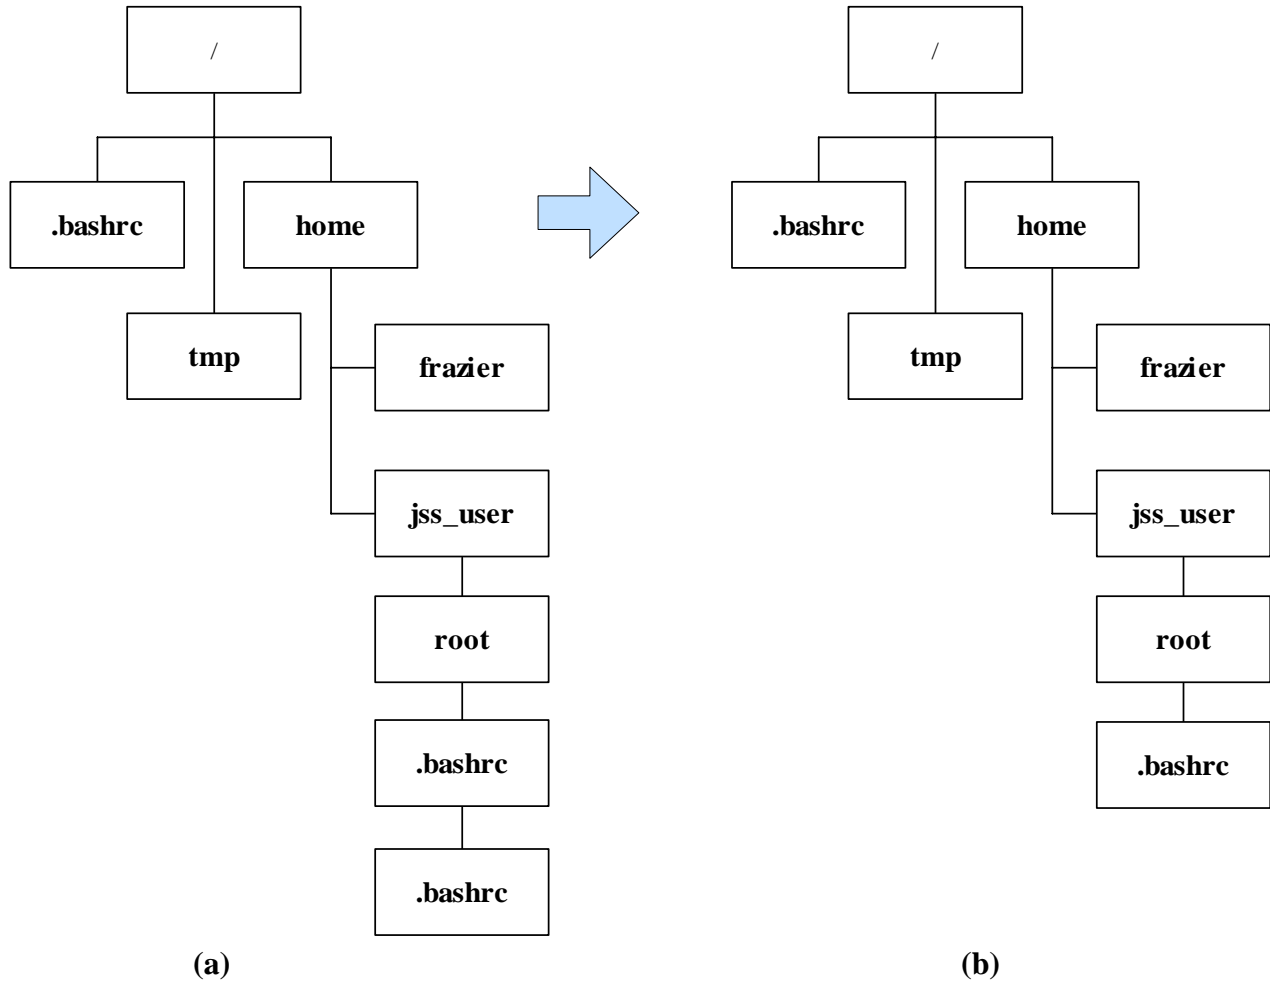 /
.bashrc
home
tmp
frazier
jss_user
root
.bashrc
.bashrc
(a)
/
.bashrc
home
tmp
frazier
jss_user
root
.bashrc
(b)